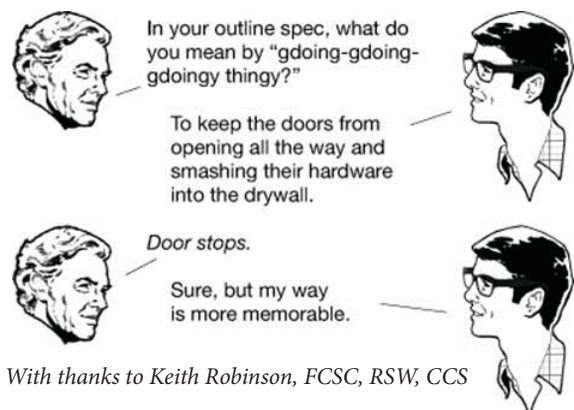 In your outline spec, what do
you mean by “gdoing-gdoing-
gdoingy thingy?”
To keep the doors from
opening all the way and
smashing their hardware
into the drywall.
Door stops.
Sure, but my way
is more memorable.
With thanks to Keith Robinson, FCSC, RSW, CCS